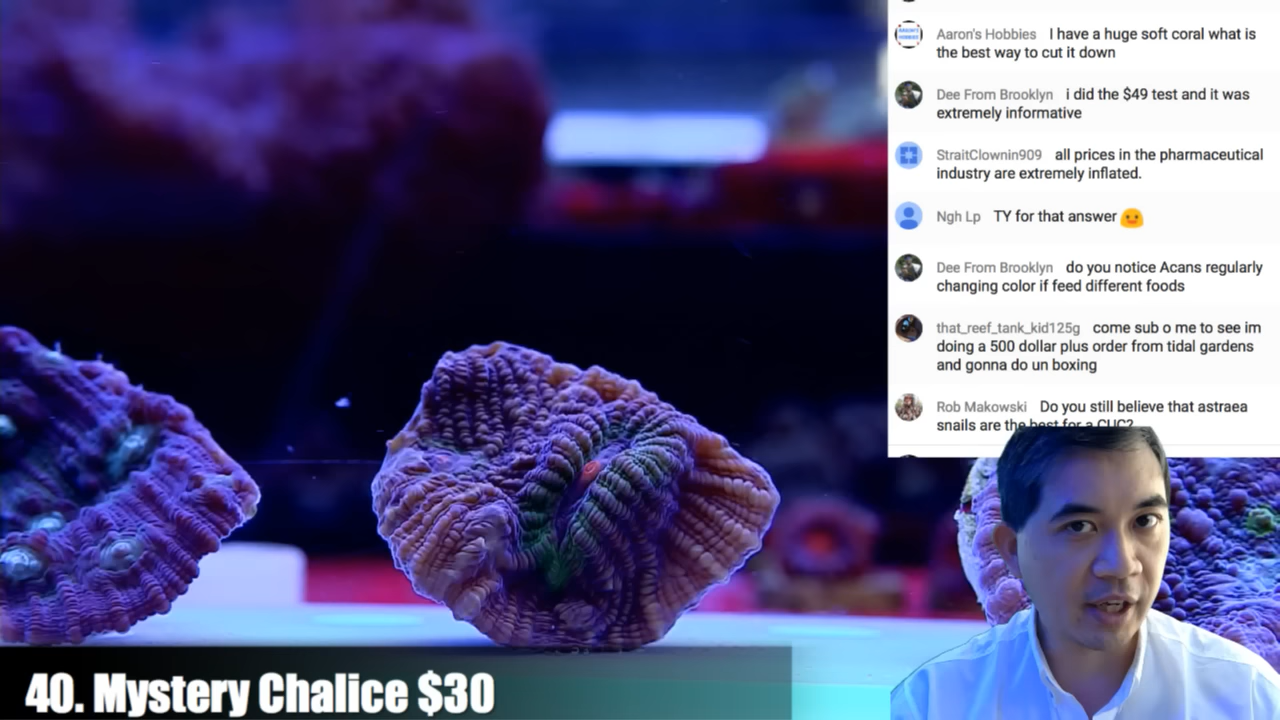 Aaron's Hobbies I have a huge soft coral what is
the best way to cut it down
Dee From Brooklyn i did the $49 test and it was
extremely informative
StraitClownin909 all prices in the pharmaceutical
industry are extremely inflated.
Ngh Lp TY for that answer
Dee From Brooklyn do you notice Acans regularly
changing color if feed different foods
that_reef_tank_kid125g come sub o me to see im
doing a 500 dollar plus order from tidal gardens
and gonna do un boxing
Rob Makowski Do you still believe that astraea
snails are the best for a CUC?
40. Mystery Chalice $30